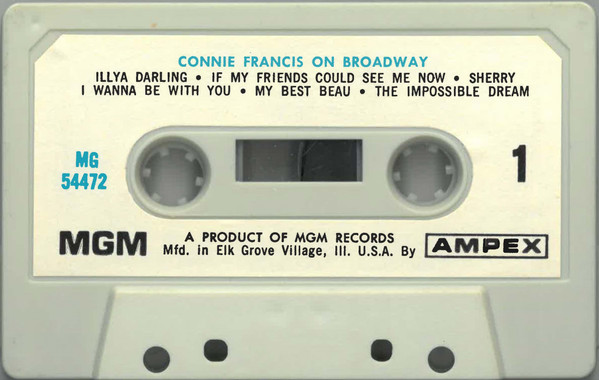 CONNIE FRANCIS ON BROADWAY
ILLYA DARLING • IF MY FRIENDS COULD SEE ME NOW • SHERRY
I WANNA BE WITH YOU • MY BEST BEAU • THE IMPOSSIBLE DREAM
MG
54472
1
MGM
A PRODUCT OF MGM RECORDS
Mfd. in Elk Grove Village, Ill. U.S.A. By
AMPEX